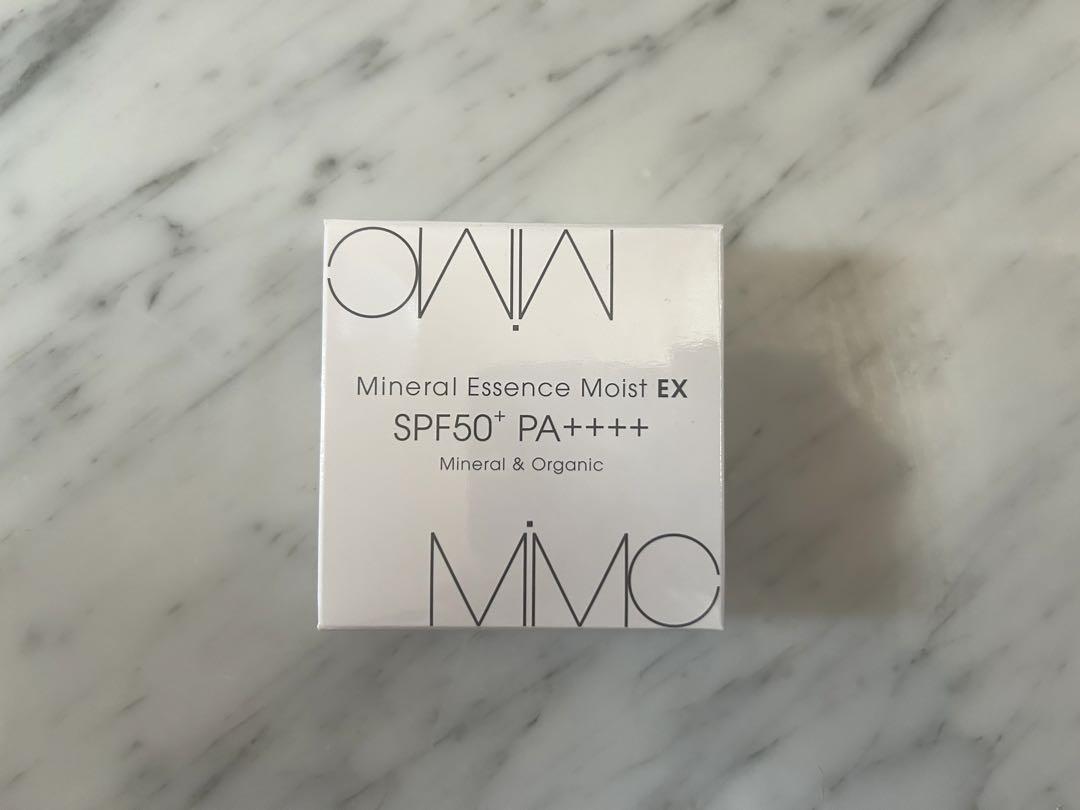 MiMC
Mineral Essence Moist EX
SPF50+ PA++++
Mineral & Organic
MiMC